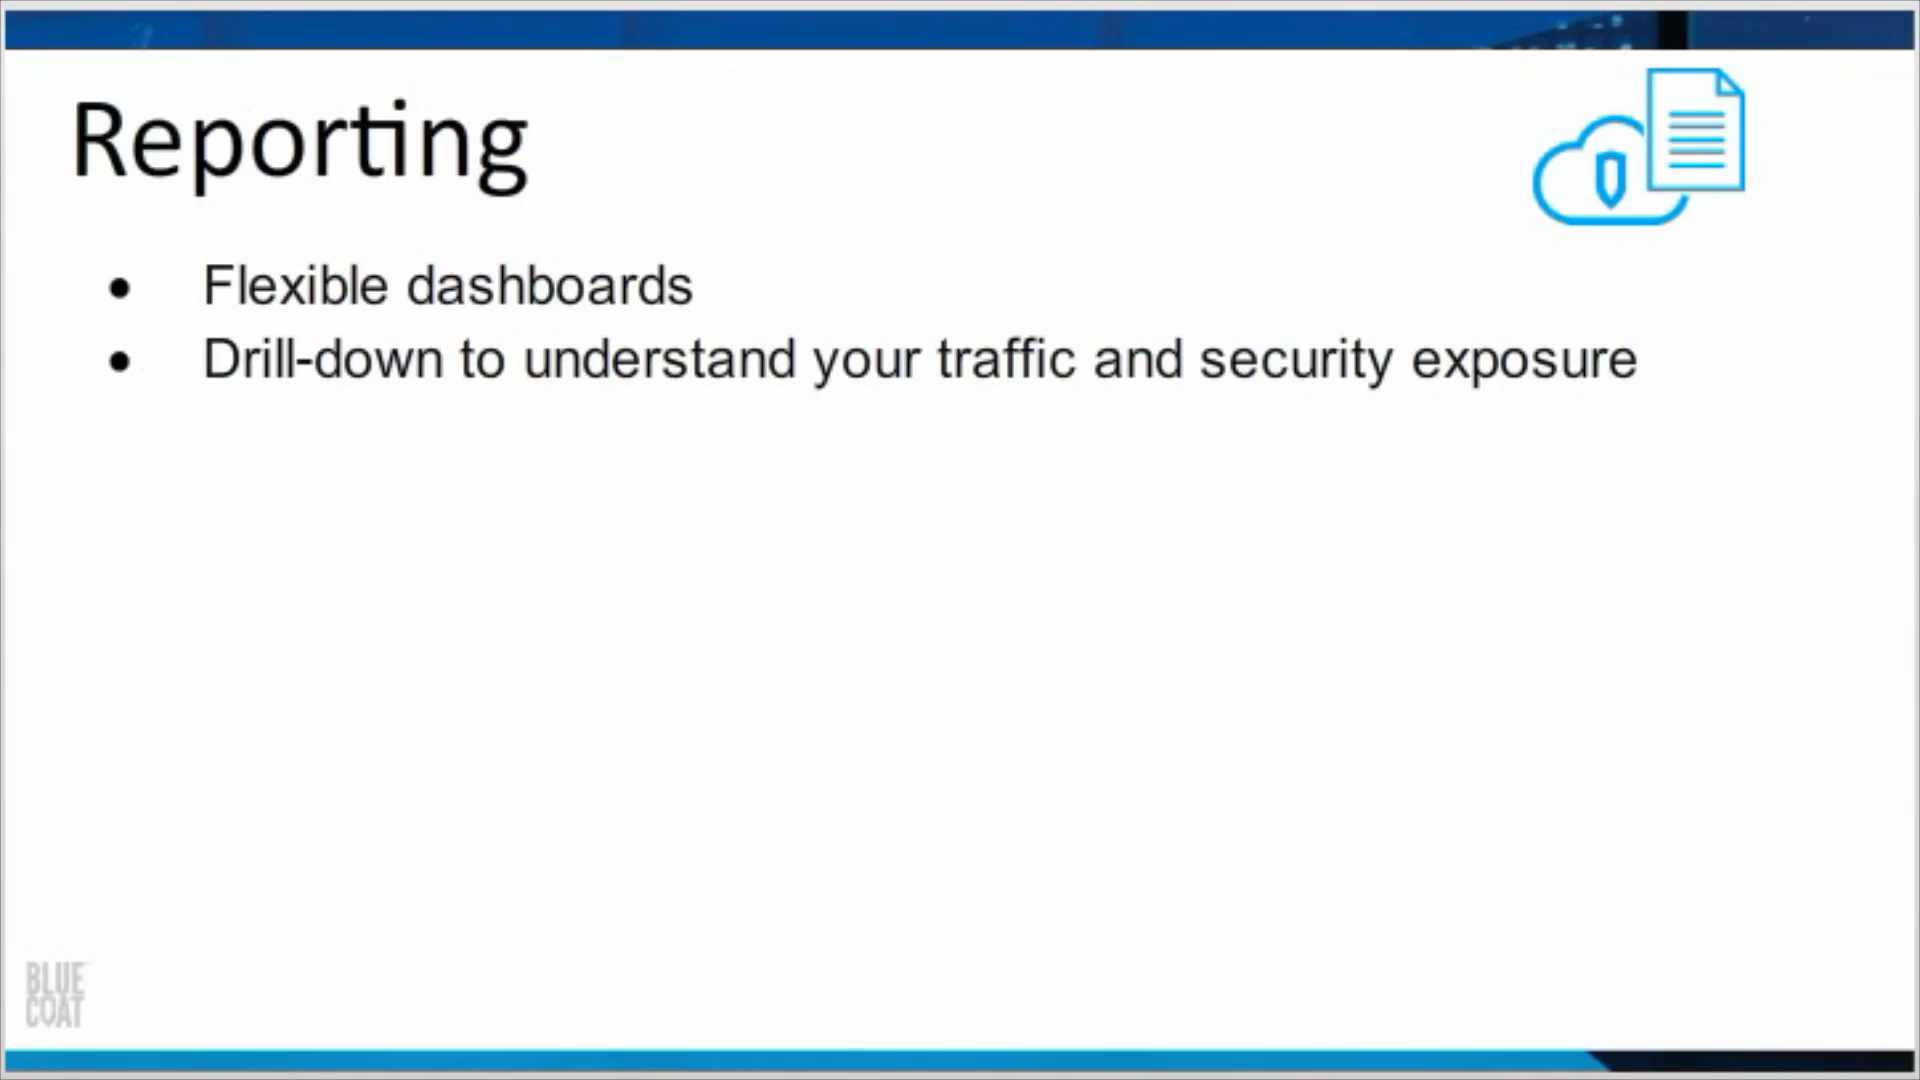 Reporting
• Flexible dashboards
• Drill-down to understand your traffic and security exposure
BLUE
COAT